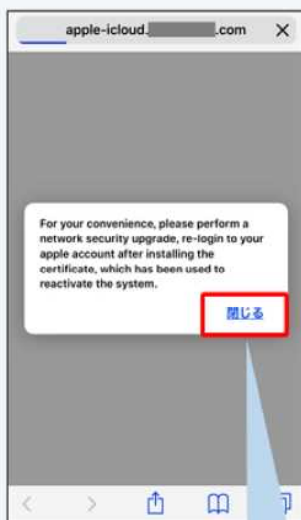 apple-icloud. .com
For your convenience, please perform a
network security upgrade, re-login to your
apple account after installing the
certificate, which has been used to
reactivate the system.
閉じる